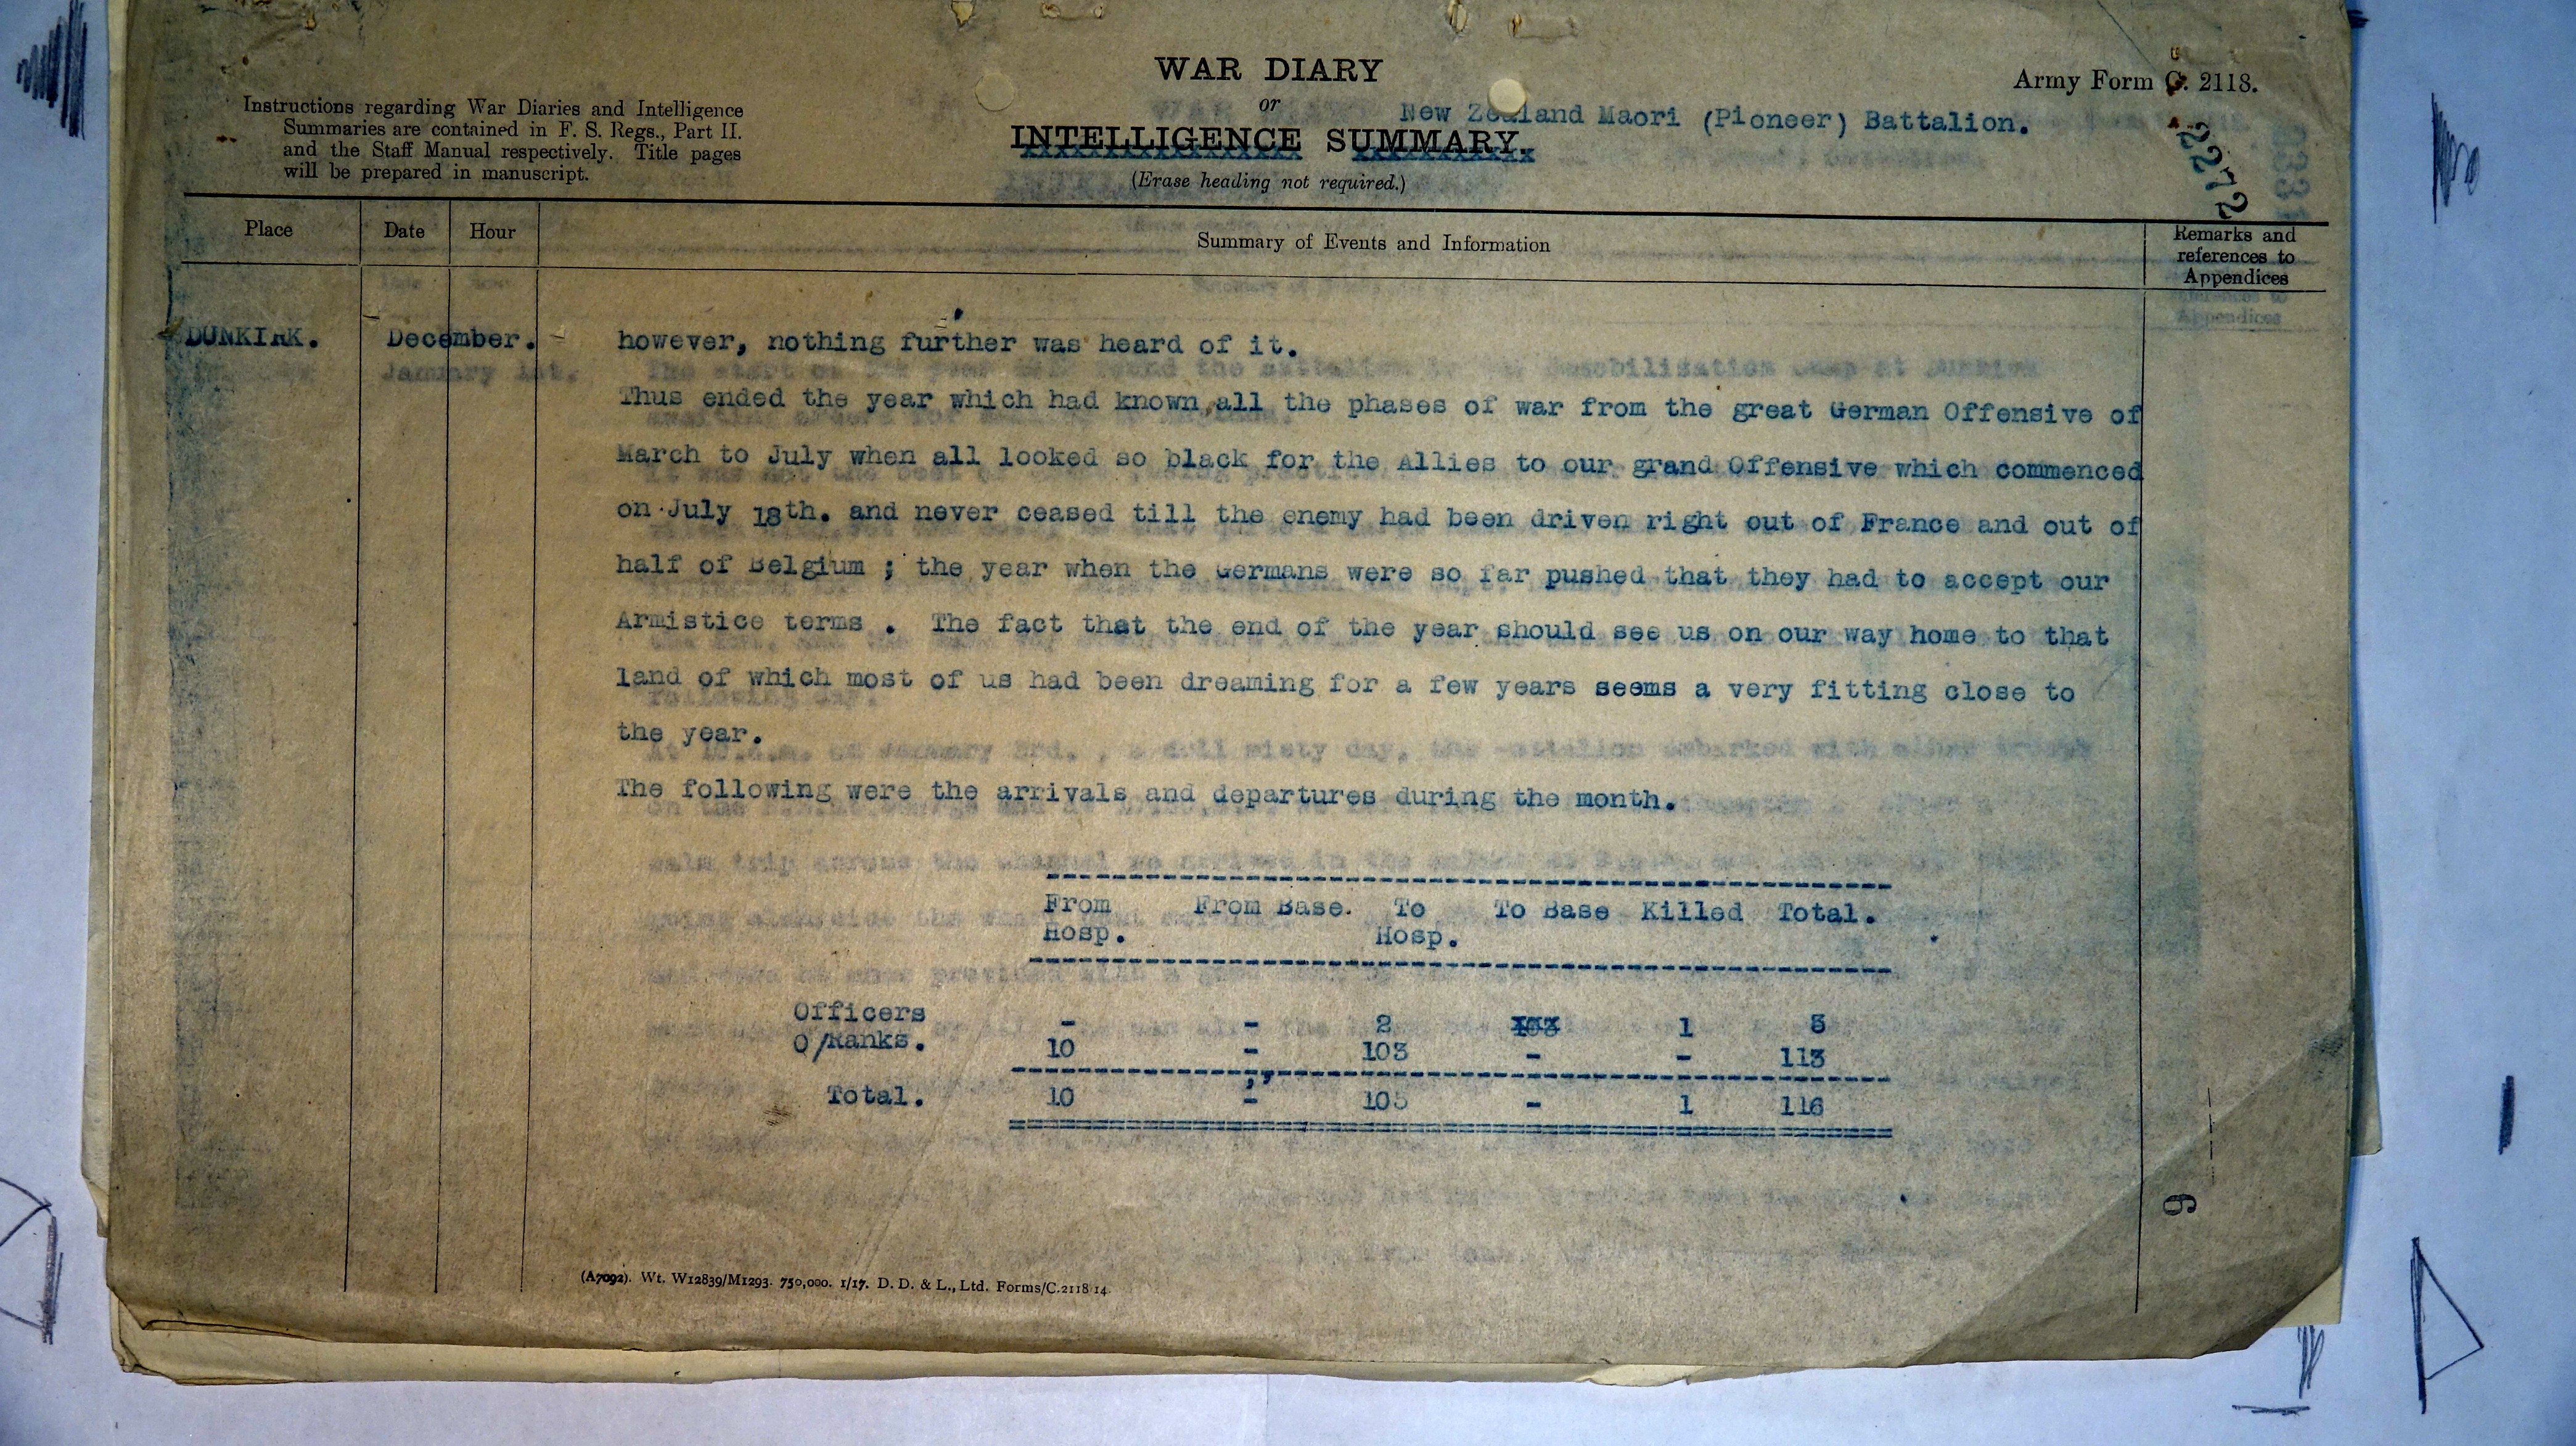 WAR DIARY
or
INTELLIGENCE SUMMARY.
(Erase heading not required.)
Army Form C. 2118.
New Zealand Maori (Pioneer) Battalion.
Instructions regarding War Diaries and Intelligence
Summaries are contained in F. S. Regs., Part II.
and the Staff Manual respectively. Title pages
will be prepared in manuscript.
2272
Place Date Hour Summary of Events and Information Remarks and
references to
Appendices
DUNKIRK. December. however, nothing further was heard of it.
Thus ended the year which had known, all the phases of war from the great German Offensive of
March to July when all looked so black for the Allies to our grand Offensive which commenced
on July 18th. and never ceased till the enemy had been driven right out of France and out of
half of Belgium ; the year when the Germans were so far pushed that they had to accept our
Armistice terms . The fact that the end of the year should see us on our way home to that
land of which most of us had been dreaming for a few years seems a very fitting close to
the year.
The following were the arrivals and departures during the month.
From From Base. To To Base Killed Total.
Hosp. Hosp.
Officers - - 2 1 3
O/Ranks. 10 - 103 - - 113
Total. 10 - 105 - 1 116
9
(A7092). Wt. W12839/M1293. 750,000. 1/17. D. D. & L., Ltd. Forms/C.2118/14.